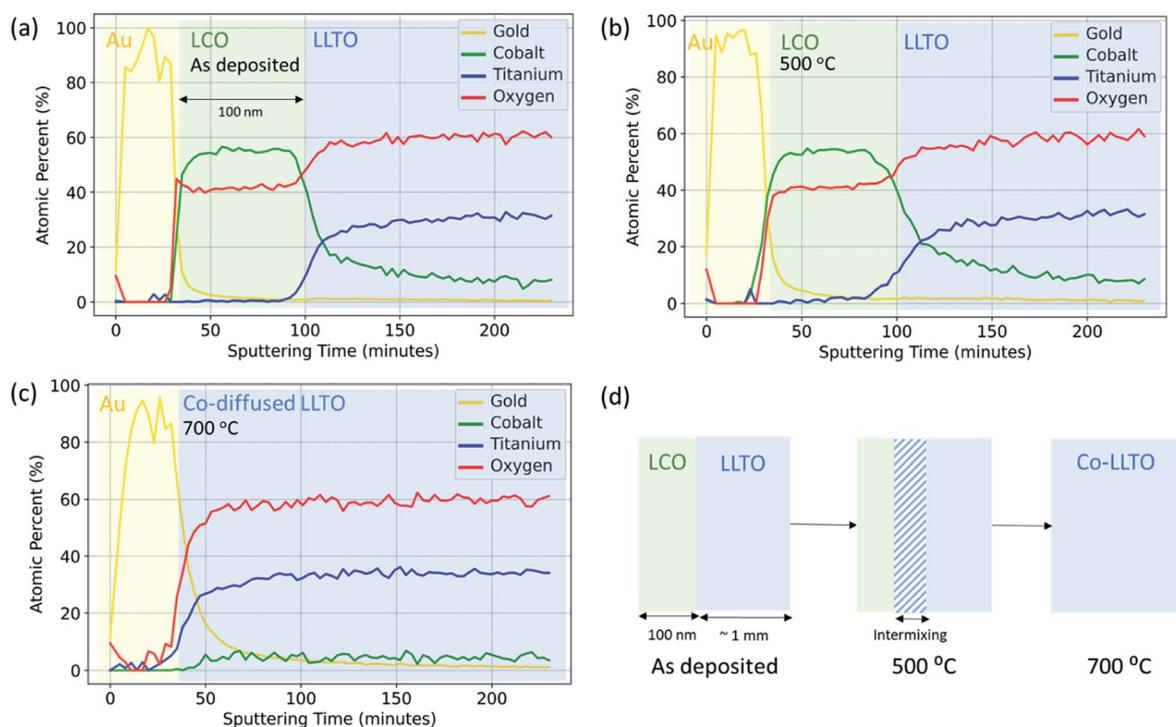 (a)
Au
LCO
As deposited
LLTO
100 nm
Gold
Cobalt
Titanium
Oxygen
100
80
60
40
20
0
Atomic Percent (%)
0 50 100 150 200
Sputtering Time (minutes)
(b)
Au
LCO
500 °C
LLTO
Gold
Cobalt
Titanium
Oxygen
100
80
60
40
20
0
Atomic Percent (%)
0 50 100 150 200
Sputtering Time (minutes)
(c)
Au
Co-diffused LLTO
700 °C
Gold
Cobalt
Titanium
Oxygen
100
80
60
40
20
0
Atomic Percent (%)
0 50 100 150 200
Sputtering Time (minutes)
(d)
LCO LLTO Co-LLTO
100 nm ~ 1 mm Intermixing
As deposited 500 °C 700 °C